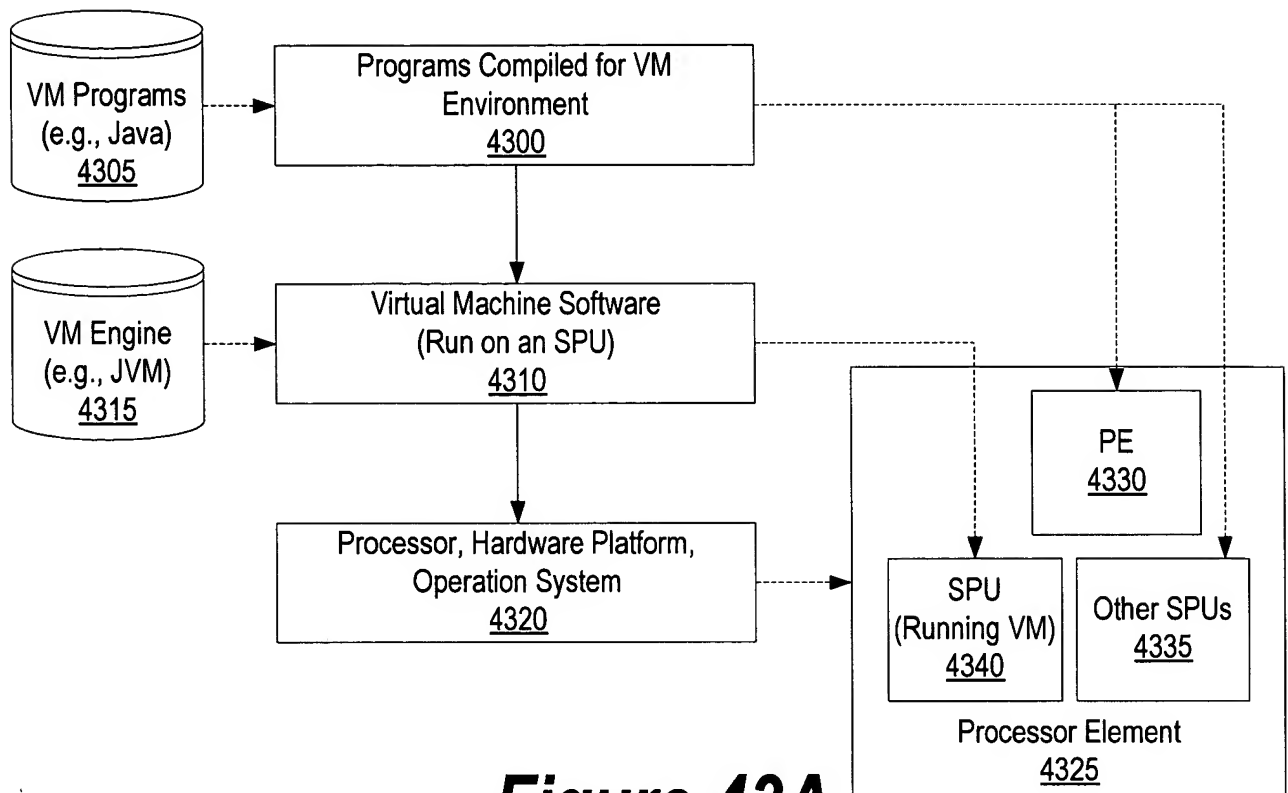 VM Programs
(e.g., Java)
4305
Programs Compiled for VM
Environment
4300
VM Engine
(e.g., JVM)
4315
Virtual Machine Software
(Run on an SPU)
4310
Processor, Hardware Platform,
Operation System
4320
PE
4330
SPU
(Running VM)
4340
Other SPUs
4335
Processor Element
4325
Figure 43A